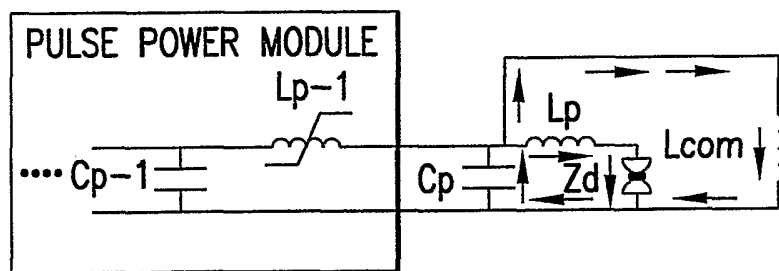 PULSE POWER MODULE
Lp-1
Lp
Cp-1
Cp
Zd
Lcom